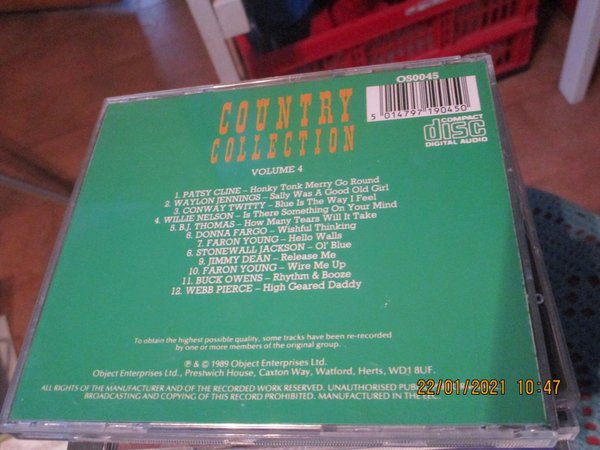 OS0045
5 014797 190450
COMPACT
disc
DIGITAL AUDIO
COUNTRY
COLLECTION
VOLUME 4
1. PATSY CLINE – Honky Tonk Merry Go Round
2. WAYLON JENNINGS – Sally Was A Good Old Girl
3. CONWAY TWITTY – Blue Is The Way I Feel
4. WILLIE NELSON – Is There Something On Your Mind
5. B.J. THOMAS – How Many Tears Will It Take
6. DONNA FARGO – Wishful Thinking
7. FARON YOUNG – Hello Walls
8. STONEWALL JACKSON – Ol' Blue
9. JIMMY DEAN – Release Me
10. FARON YOUNG – Wire Me Up
11. BUCK OWENS – Rhythm & Booze
12. WEBB PIERCE – High Geared Daddy
To obtain the highest possible quality, some tracks have been re-recorded
by one or more members of the original group.
℗ & © 1989 Object Enterprises Ltd.
Object Enterprises Ltd., Prestwich House, Caxton Way, Watford, Herts, WD1 8UF.
ALL RIGHTS OF THE MANUFACTURER AND OF THE RECORDED WORK RESERVED. UNAUTHORISED
BROADCASTING AND COPYING OF THIS RECORD PROHIBITED. MANUFACTURED IN THE EEC.
22/01/2021 10:47